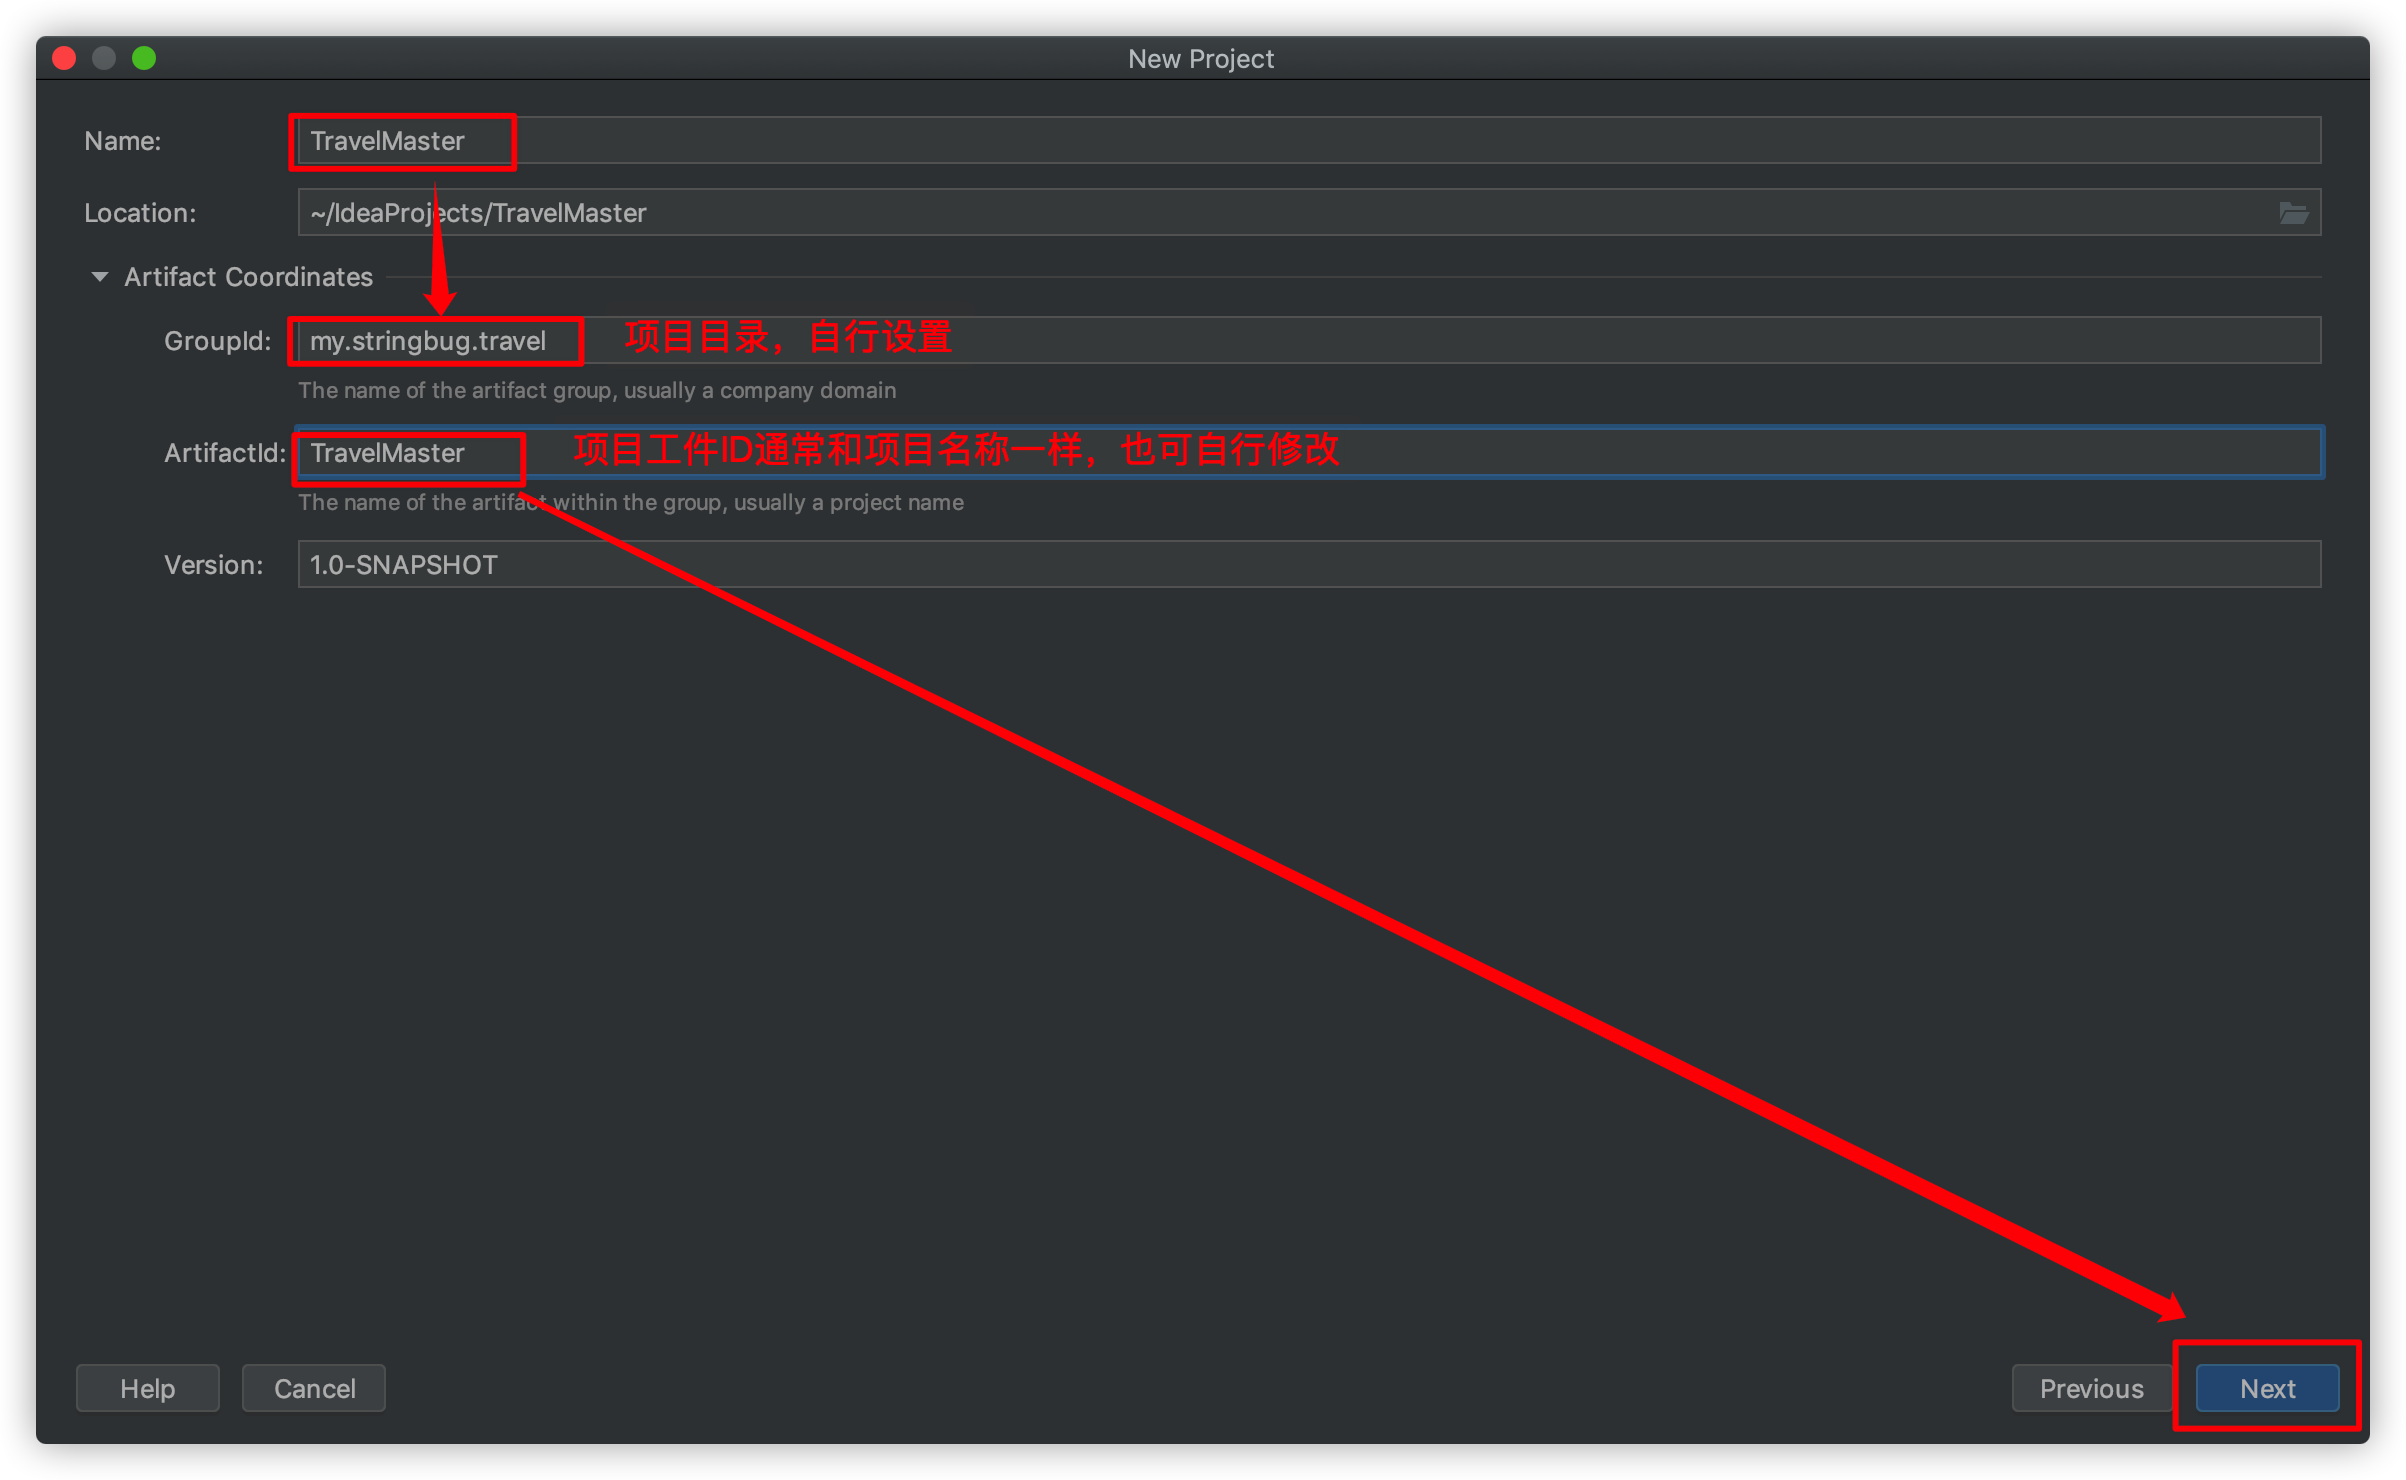 New Project
Name: TravelMaster
Location: ~/IdeaProjects/TravelMaster
Artifact Coordinates
GroupId: my.stringbug.travel 项目目录，自行设置
The name of the artifact group, usually a company domain
ArtifactId: TravelMaster 项目工件ID通常和项目名称一样，也可自行修改
The name of the artifact within the group, usually a project name
Version: 1.0-SNAPSHOT
Help Cancel Previous Next